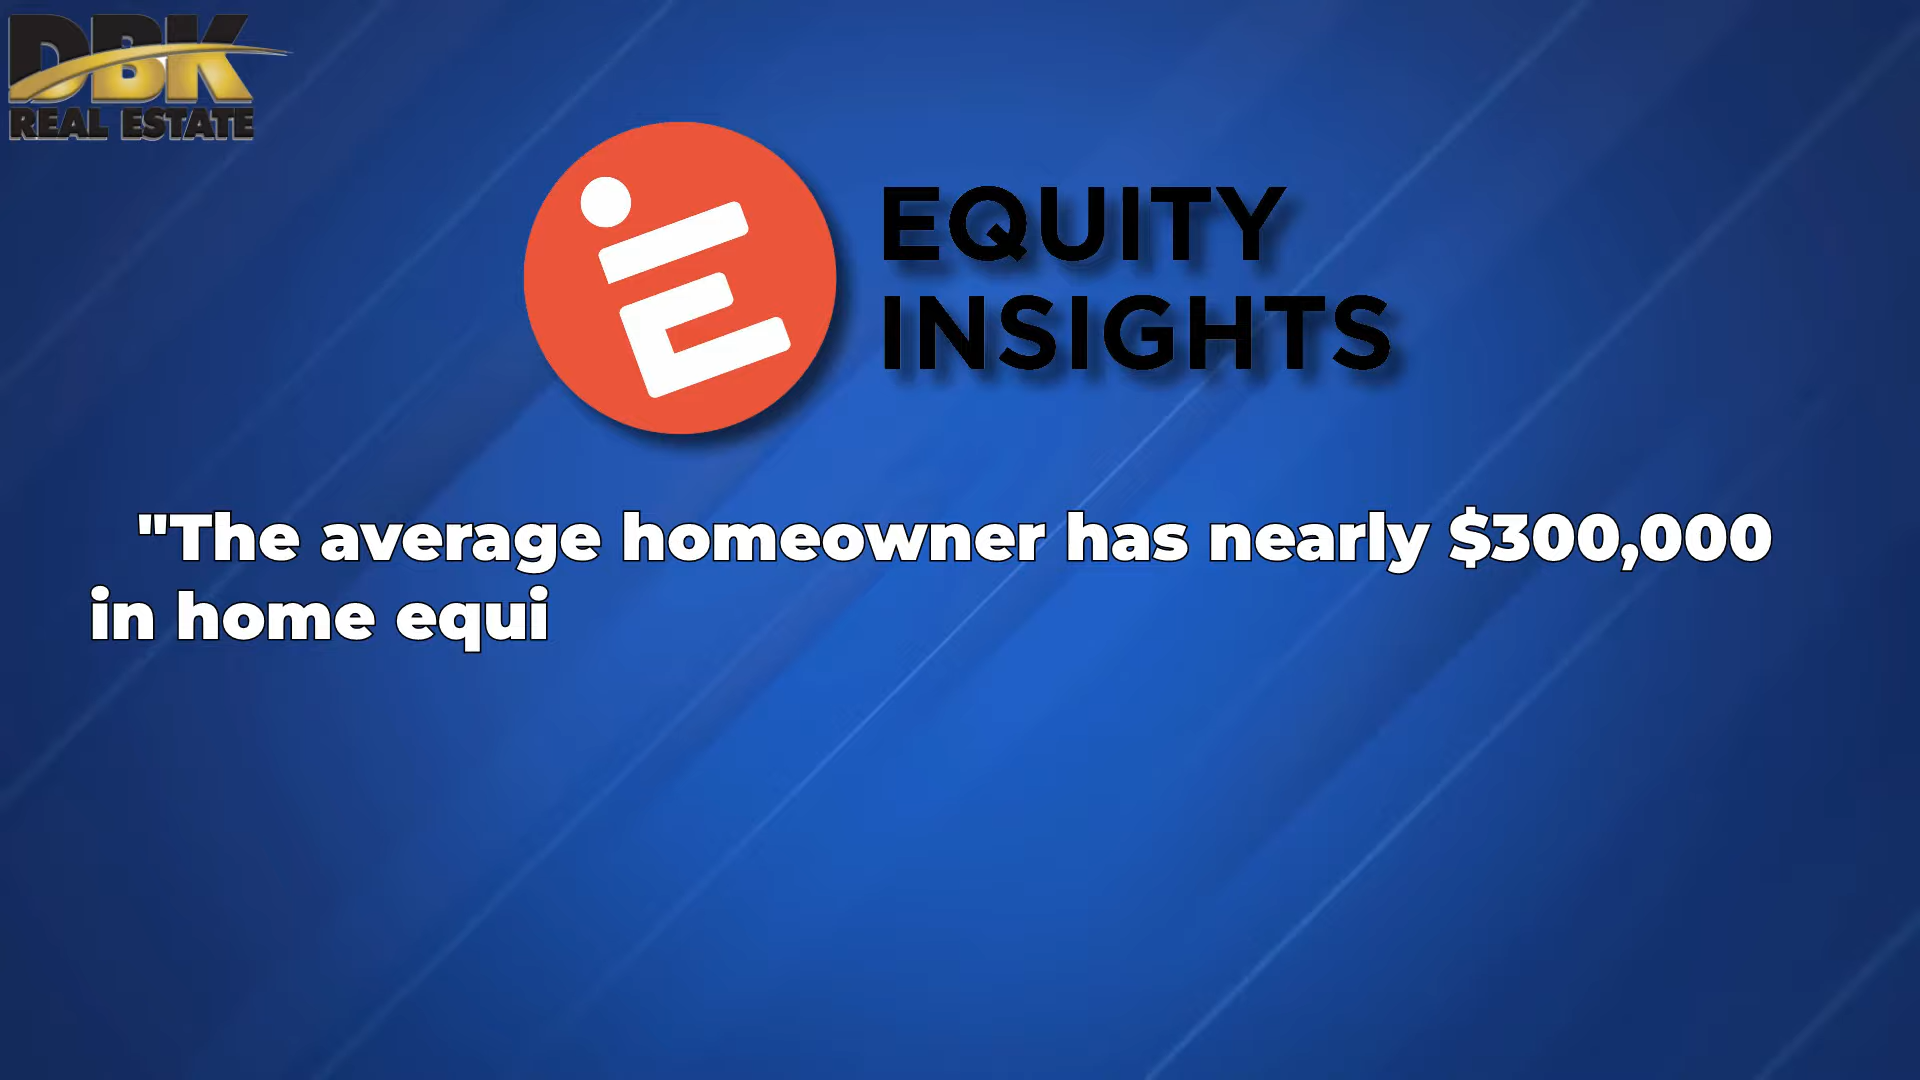 DBK
REAL ESTATE
EQUITY
INSIGHTS
"The average homeowner has nearly $300,000
in home equi